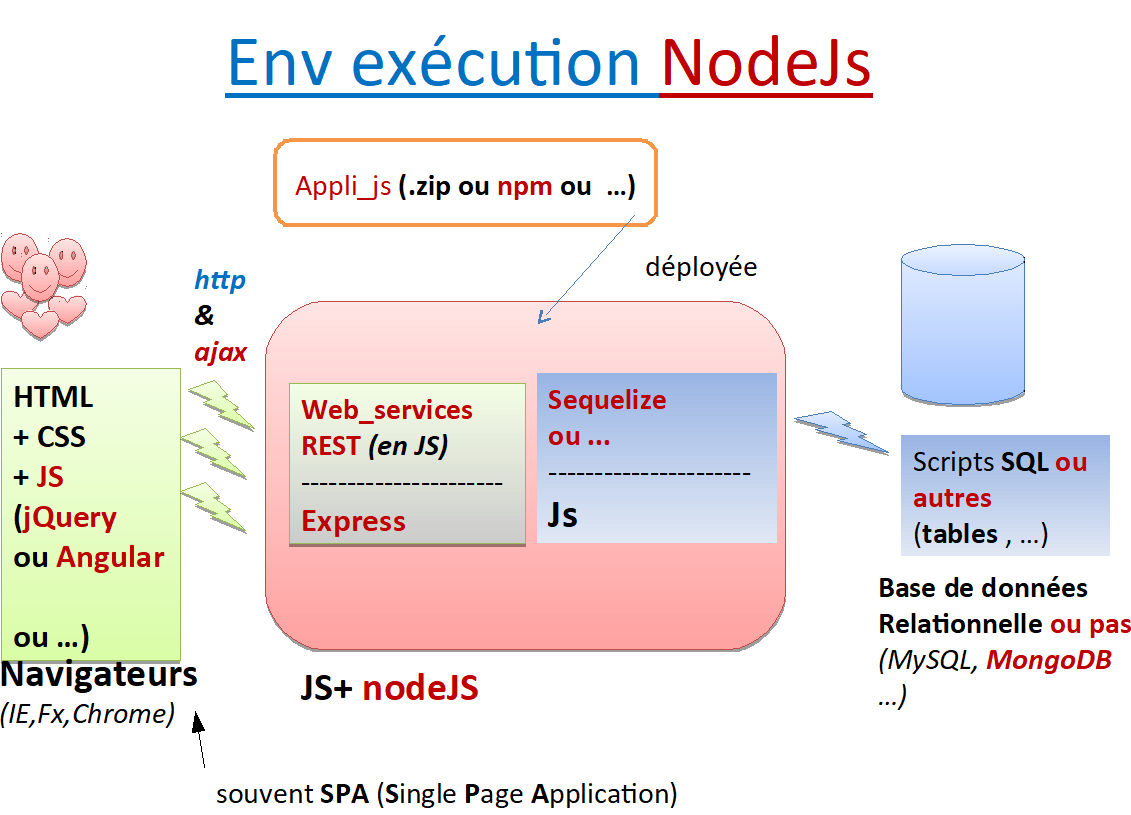 Env exécution NodeJs
Appli_js (.zip ou npm ou ...)
déployée
http
&
ajax
HTML
+ CSS
+ JS
(jQuery
ou Angular
ou ...)
Navigateurs
(IE,Fx,Chrome)
Web_services
REST (en JS)
----------------------
Express
Sequelize
ou ...
----------------------
Js
JS+ nodeJS
Scripts SQL ou
autres
(tables , ...)
Base de données
Relationnelle ou pas
(MySQL, MongoDB
...)
souvent SPA (Single Page Application)